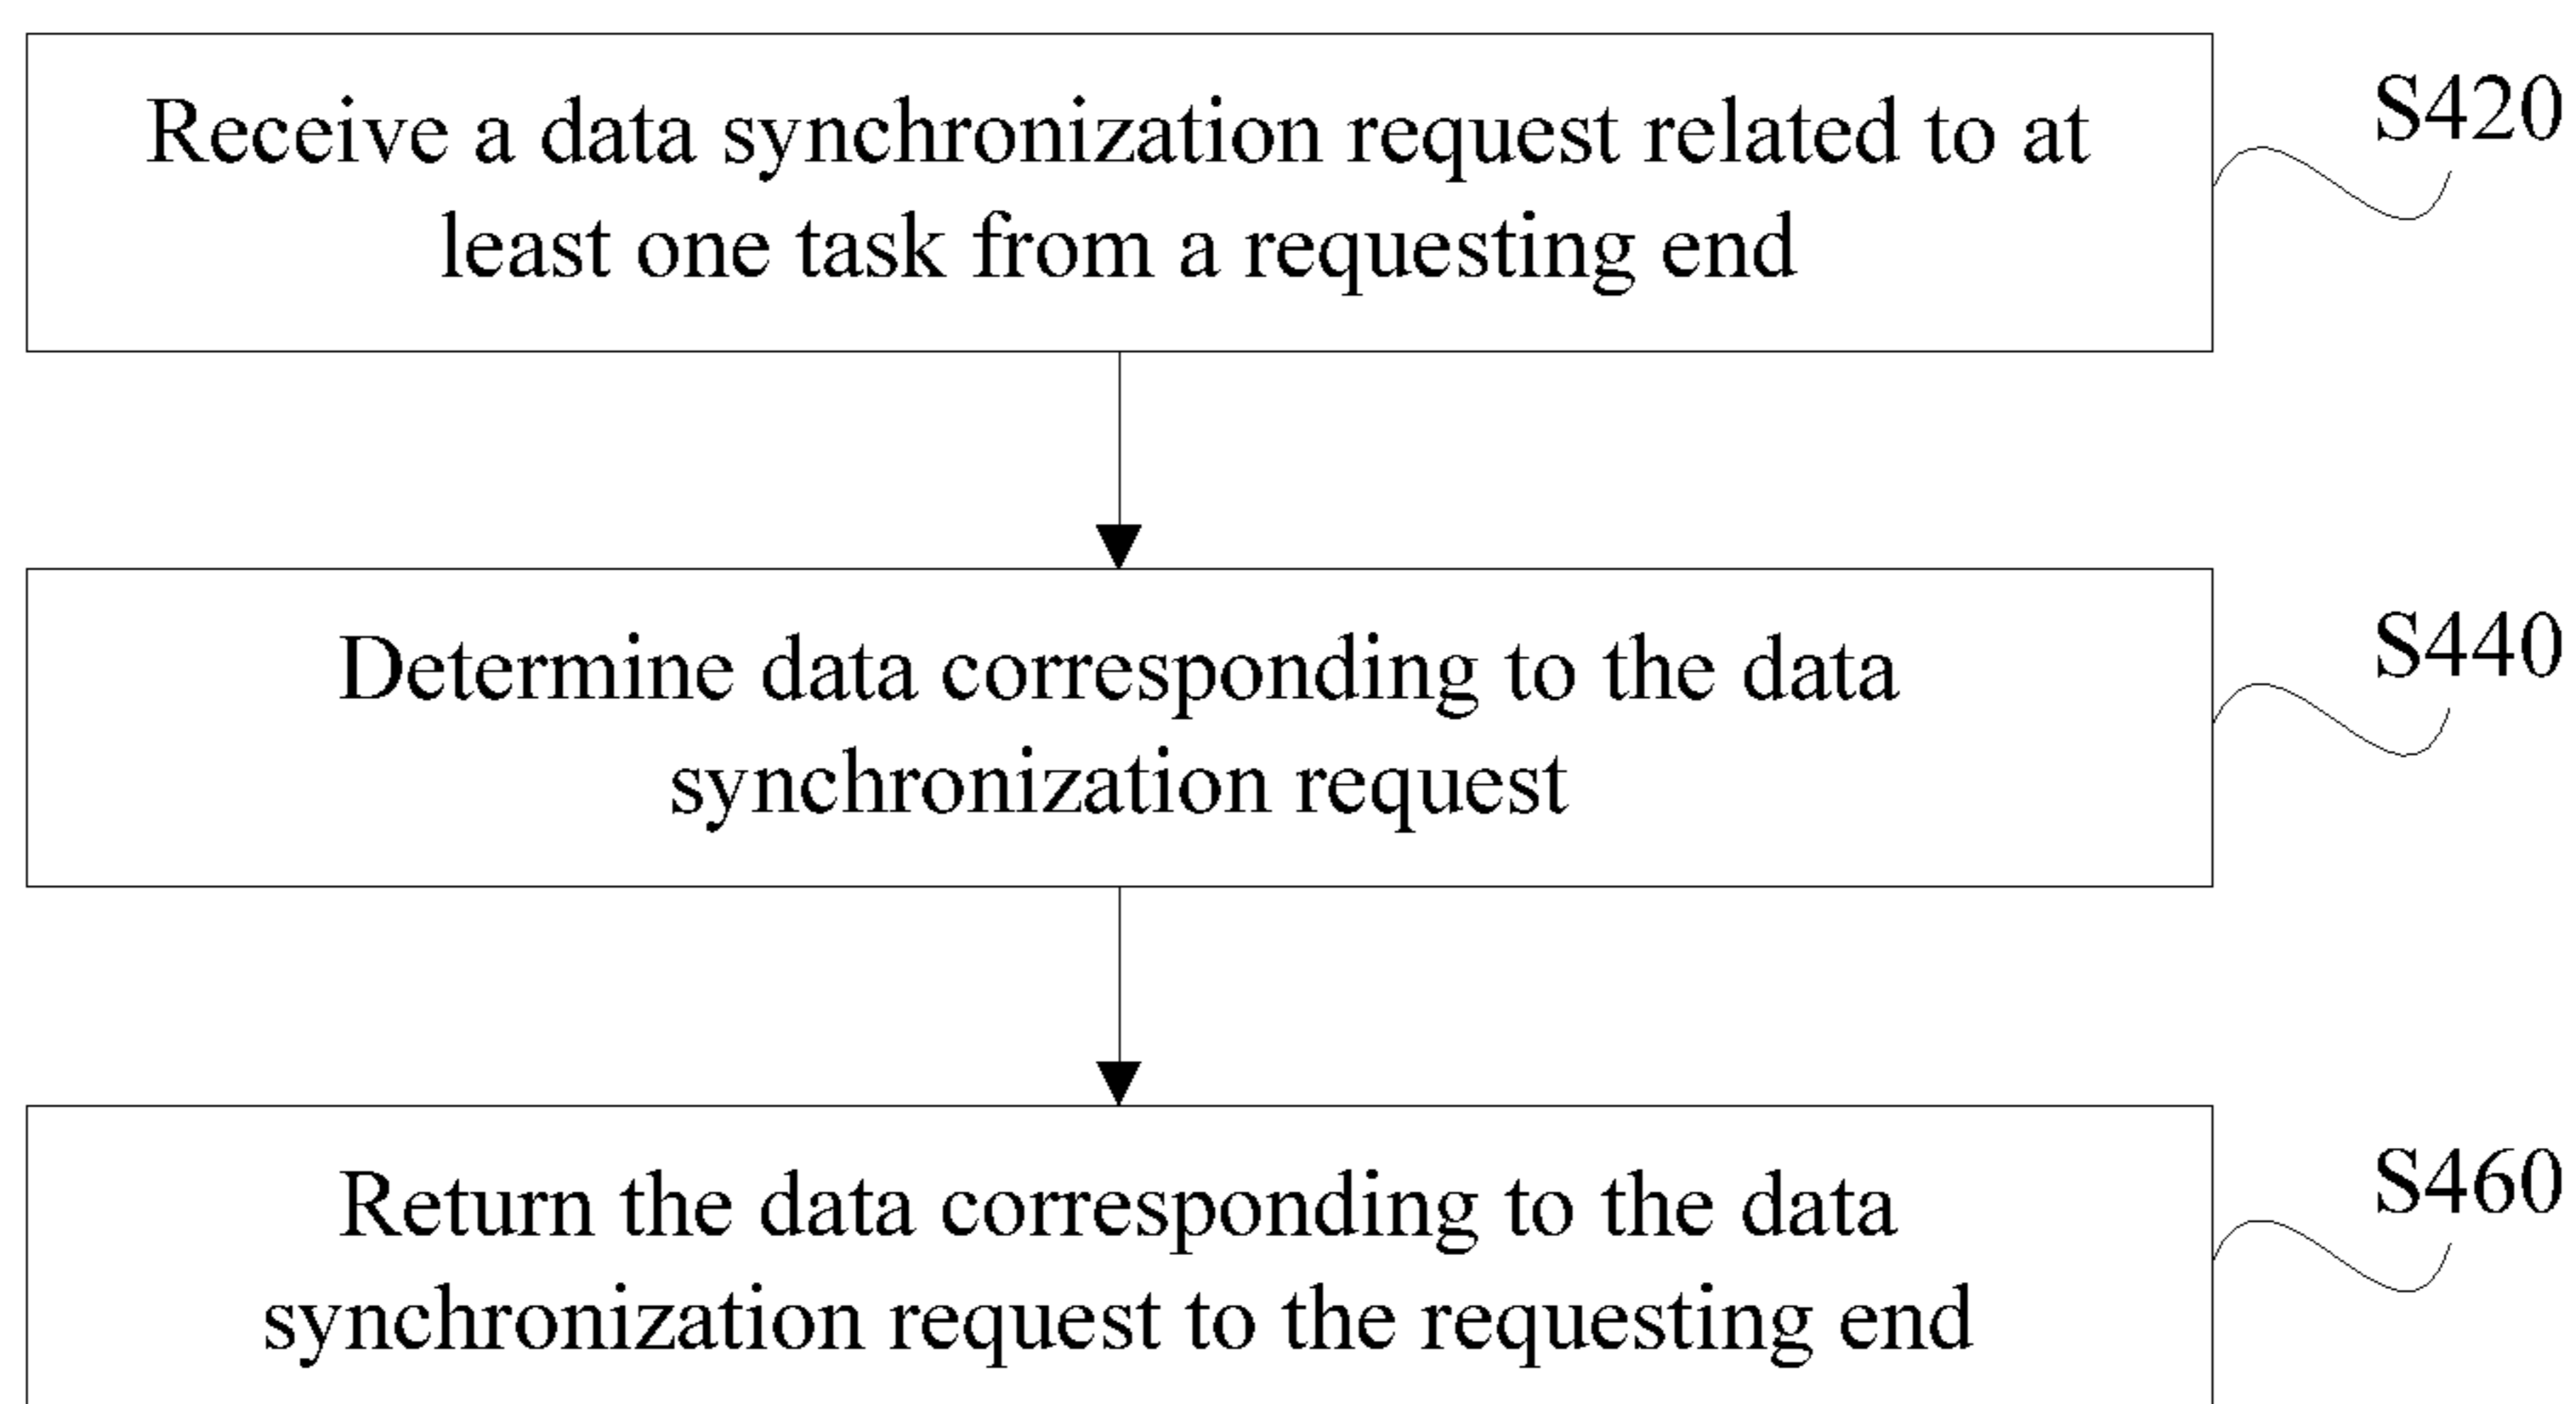 Receive a data synchronization request related to at
least one task from a requesting end
S420
Determine data corresponding to the data
synchronization request
S440
Return the data corresponding to the data
synchronization request to the requesting end
S460